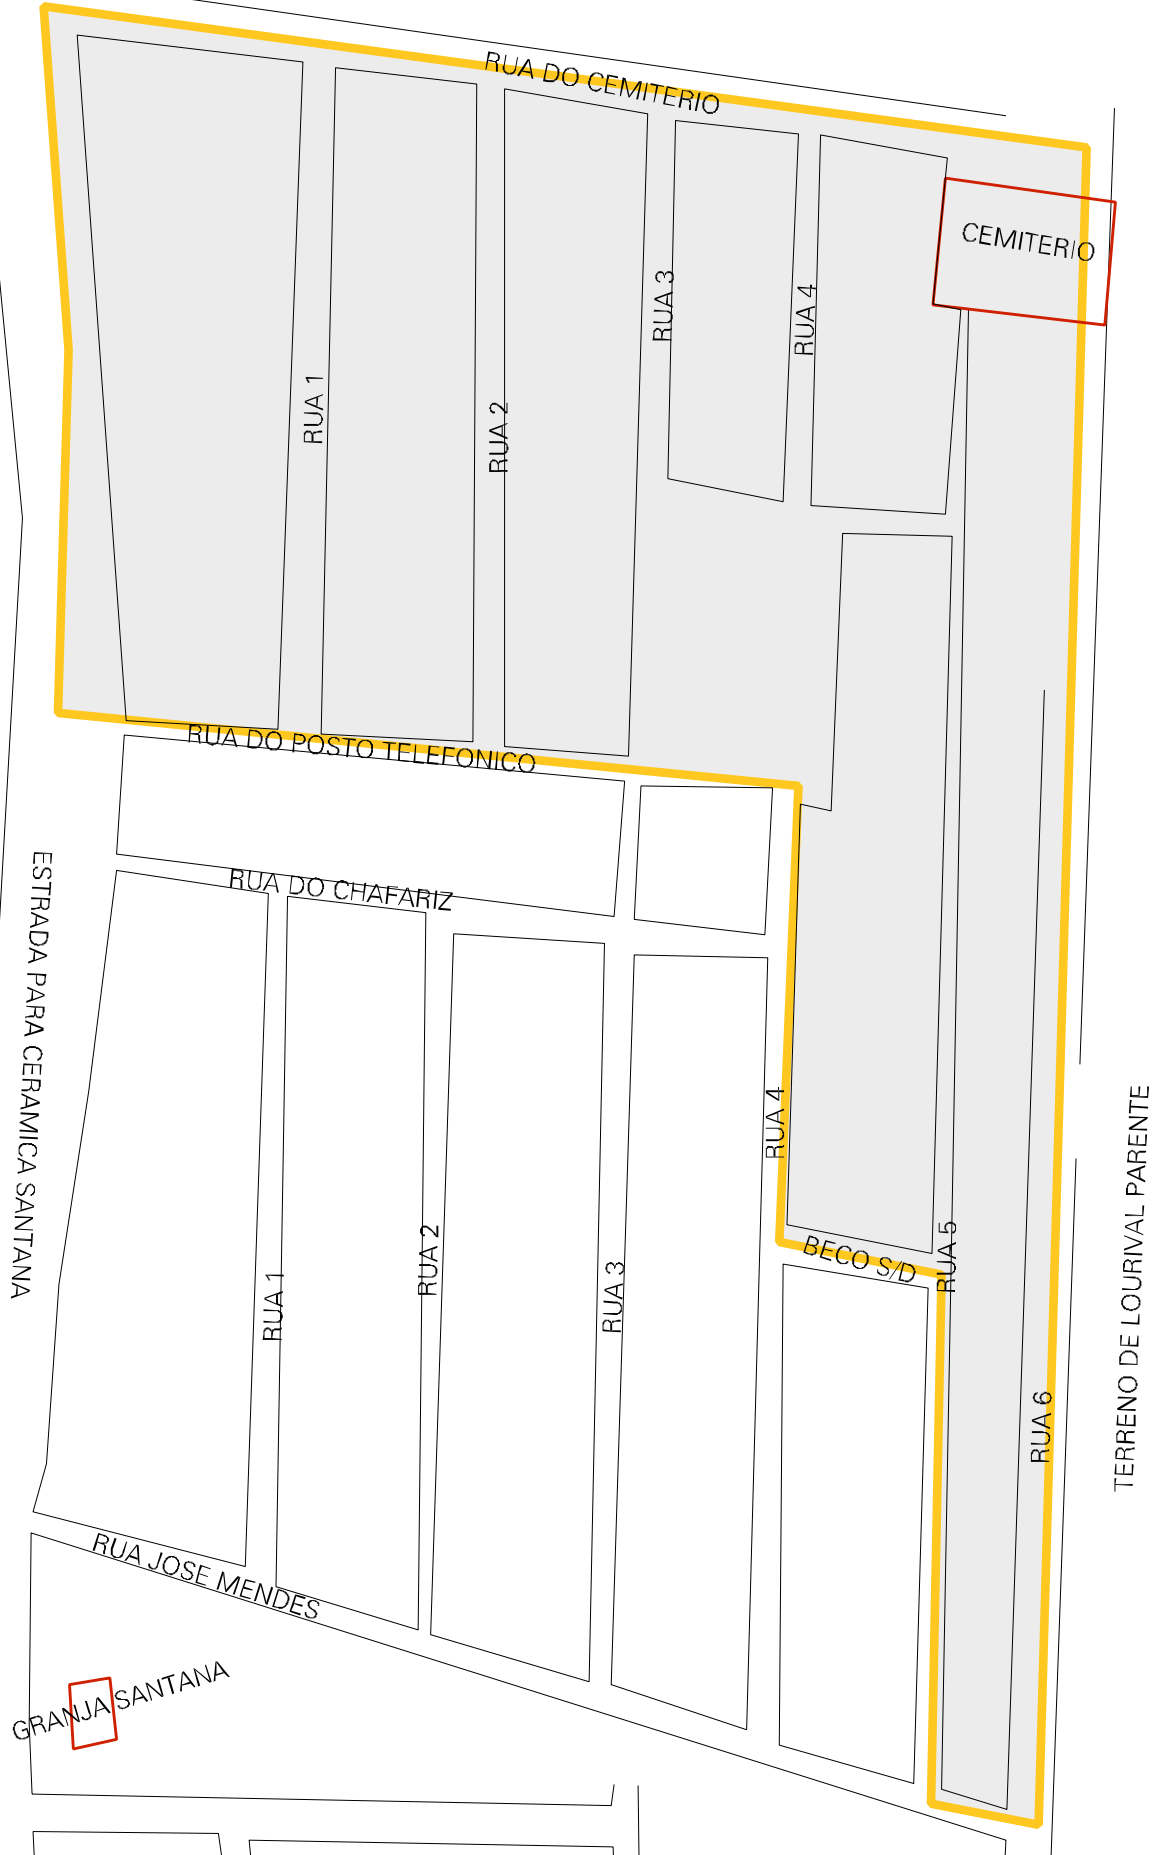 RUA DO CEMITERIO
CEMITERIO
RUA 3
RUA 4
RUA 1
RUA 2
RUA DO POSTO TELEFONICO
RUA DO CHAFARIZ
ESTRADA PARA CERAMICA SANTANA
RUA 4
TERRENO DE LOURIVAL PARENTE
BECO S/D
RUA 5
RUA 2
RUA 3
RUA 1
RUA 6
RUA JOSE MENDES
GRANJA SANTANA